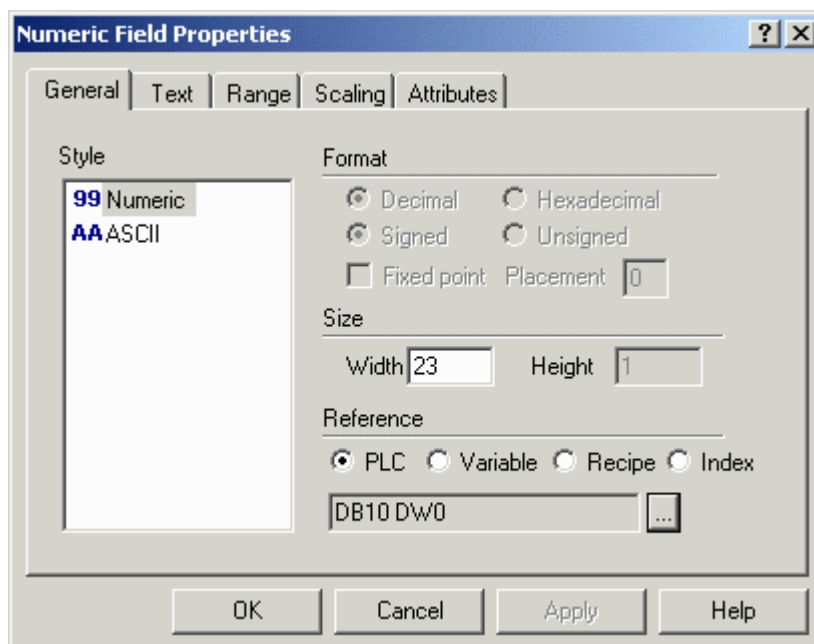 Numeric Field Properties
General Text Range Scaling Attributes
Style
99 Numeric
AA ASCII
Format
Decimal Hexadecimal
Signed Unsigned
Fixed point Placement 0
Size
Width 23 Height 1
Reference
PLC Variable Recipe Index
DB10 DW0 ...
OK Cancel Apply Help